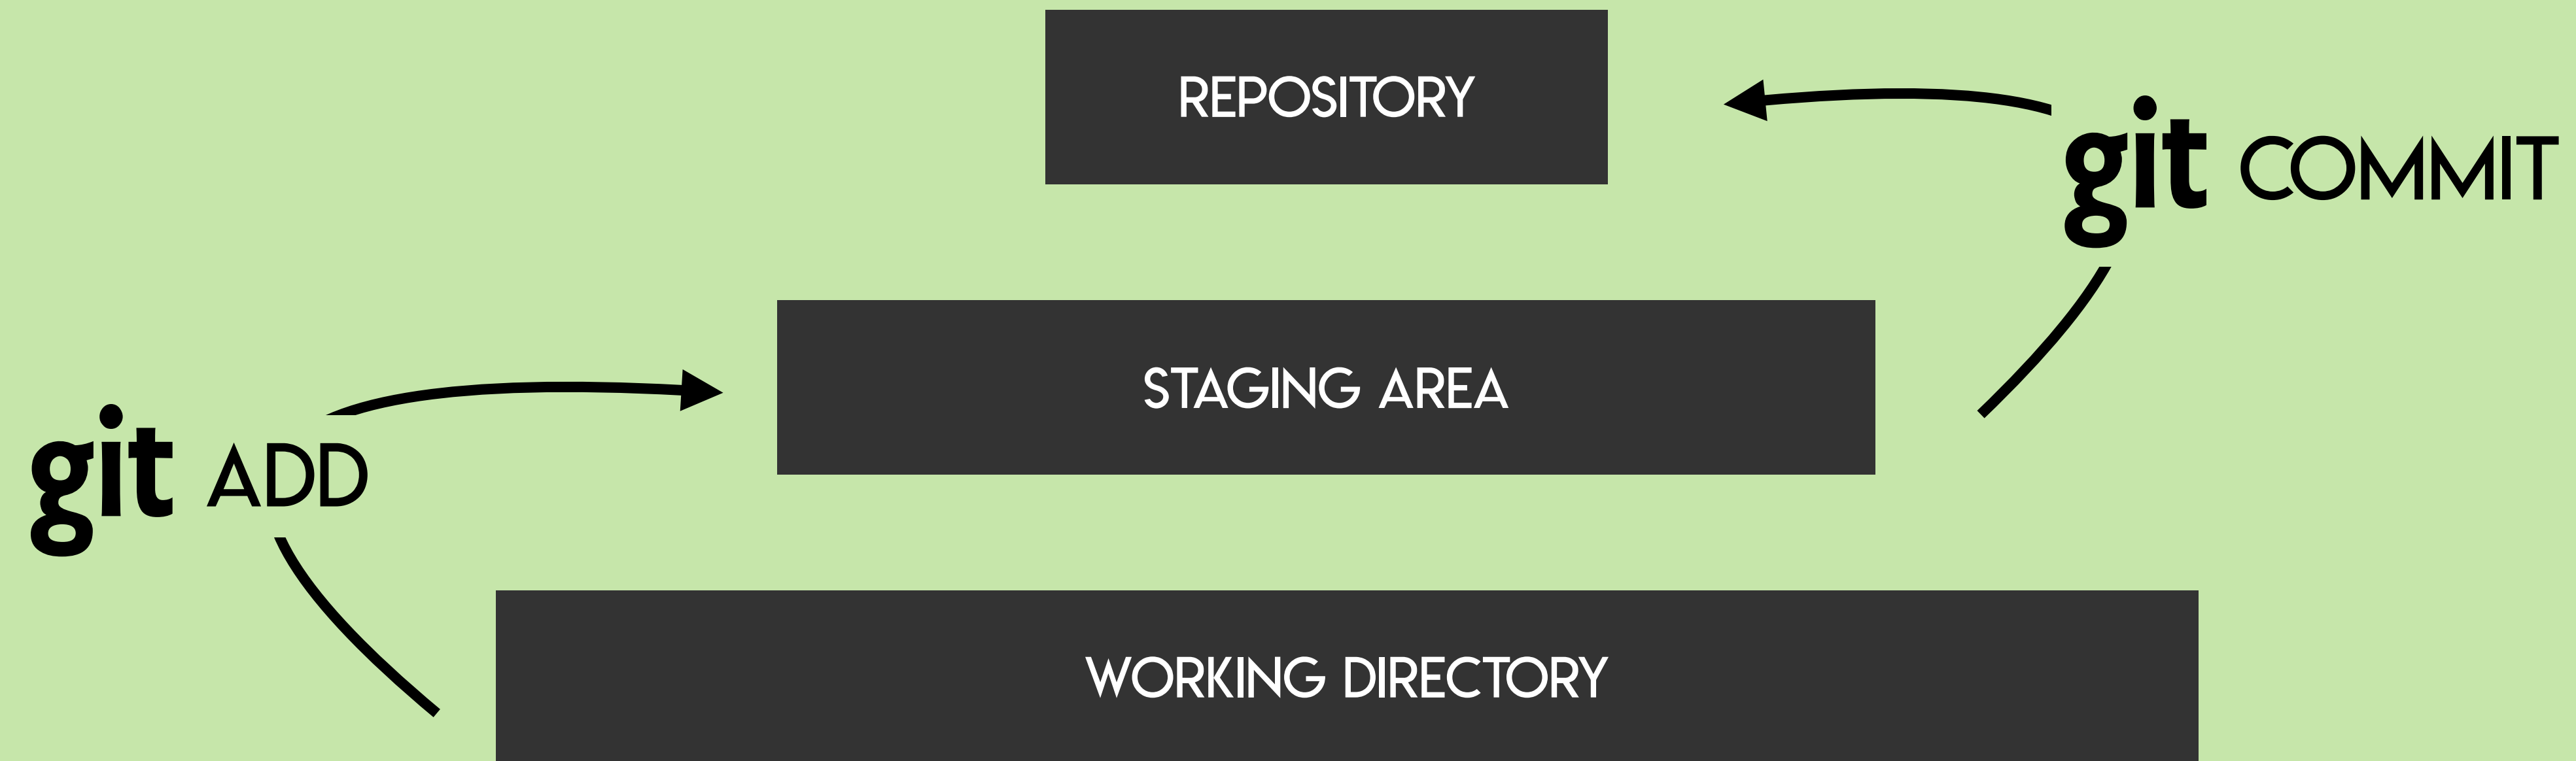 REPOSITORY
git COMMIT
STAGING AREA
git ADD
WORKING DIRECTORY